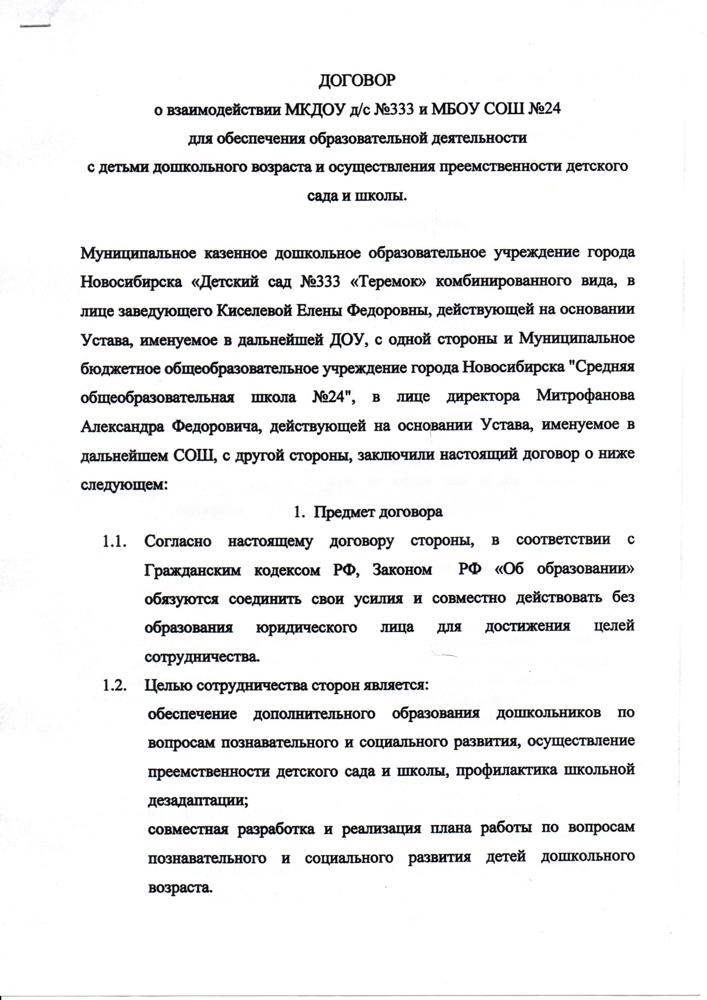 ДОГОВОР
о взаимодействии МКДОУ д/с №333 и МБОУ СОШ №24
для обеспечения образовательной деятельности
с детьми дошкольного возраста и осуществления преемственности детского
сада и школы.
Муниципальное казенное дошкольное образовательное учреждение города
Новосибирска «Детский сад №333 «Теремок» комбинированного вида, в
лице заведующего Киселевой Елены Федоровны, действующей на основании
Устава, именуемое в дальнейшей ДОУ, с одной стороны и Муниципальное
бюджетное общеобразовательное учреждение города Новосибирска "Средняя
общеобразовательная школа №24", в лице директора Митрофанова
Александра Федоровича, действующей на основании Устава, именуемое в
дальнейшем СОШ, с другой стороны, заключили настоящий договор о ниже
следующем:
1. Предмет договора
1.1. Согласно настоящему договору стороны, в соответствии с
Гражданским кодексом РФ, Законом РФ «Об образовании»
обязуются соединить свои усилия и совместно действовать без
образования юридического лица для достижения целей
сотрудничества.
1.2. Целью сотрудничества сторон является:
обеспечение дополнительного образования дошкольников по
вопросам познавательного и социального развития, осуществление
преемственности детского сада и школы, профилактика школьной
дезадаптации;
совместная разработка и реализация плана работы по вопросам
познавательного и социального развития детей дошкольного
возраста.